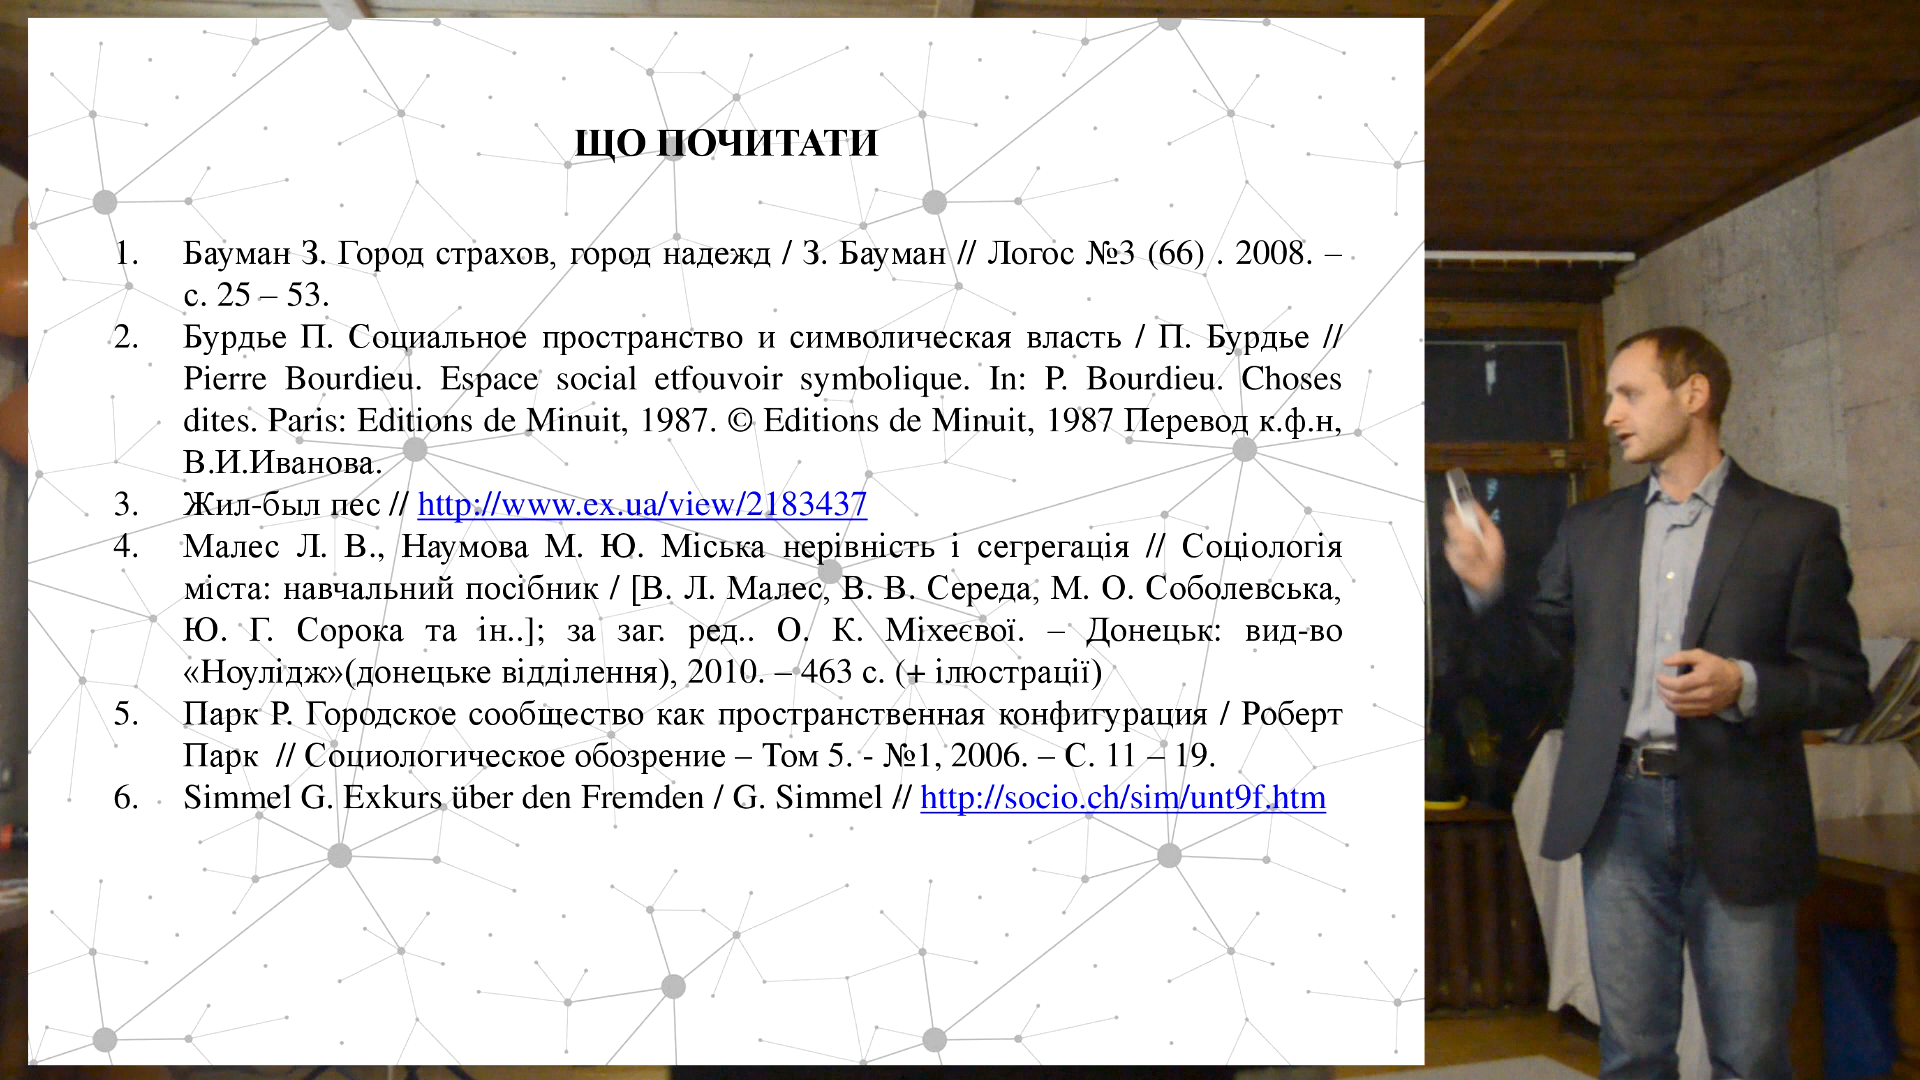 ЩО ПОЧИТАТИ
1. Бауман З. Город страхов, город надежд / З. Бауман // Логос №3 (66) . 2008. –
с. 25 – 53.
2. Бурдье П. Социальное пространство и символическая власть / П. Бурдье //
Pierre Bourdieu. Espace social etfouvoir symbolique. In: P. Bourdieu. Choses
dites. Paris: Editions de Minuit, 1987. © Editions de Minuit, 1987 Перевод к.ф.н,
В.И.Иванова.
3. Жил-был пес // http://www.ex.ua/view/2183437
4. Малес Л. В., Наумова М. Ю. Міська нерівність і сегрегація // Соціологія
міста: навчальний посібник / [В. Л. Малес, В. В. Середа, М. О. Соболевська,
Ю. Г. Сорока та ін..]; за заг. ред.. О. К. Міхеєвої. – Донецьк: вид-во
«Ноулідж»(донецьке відділення), 2010. – 463 с. (+ ілюстрації)
5. Парк Р. Городское сообщество как пространственная конфигурация / Роберт
Парк // Социологическое обозрение – Том 5. - №1, 2006. – С. 11 – 19.
6. Simmel G. Exkurs über den Fremden / G. Simmel // http://socio.ch/sim/unt9f.htm